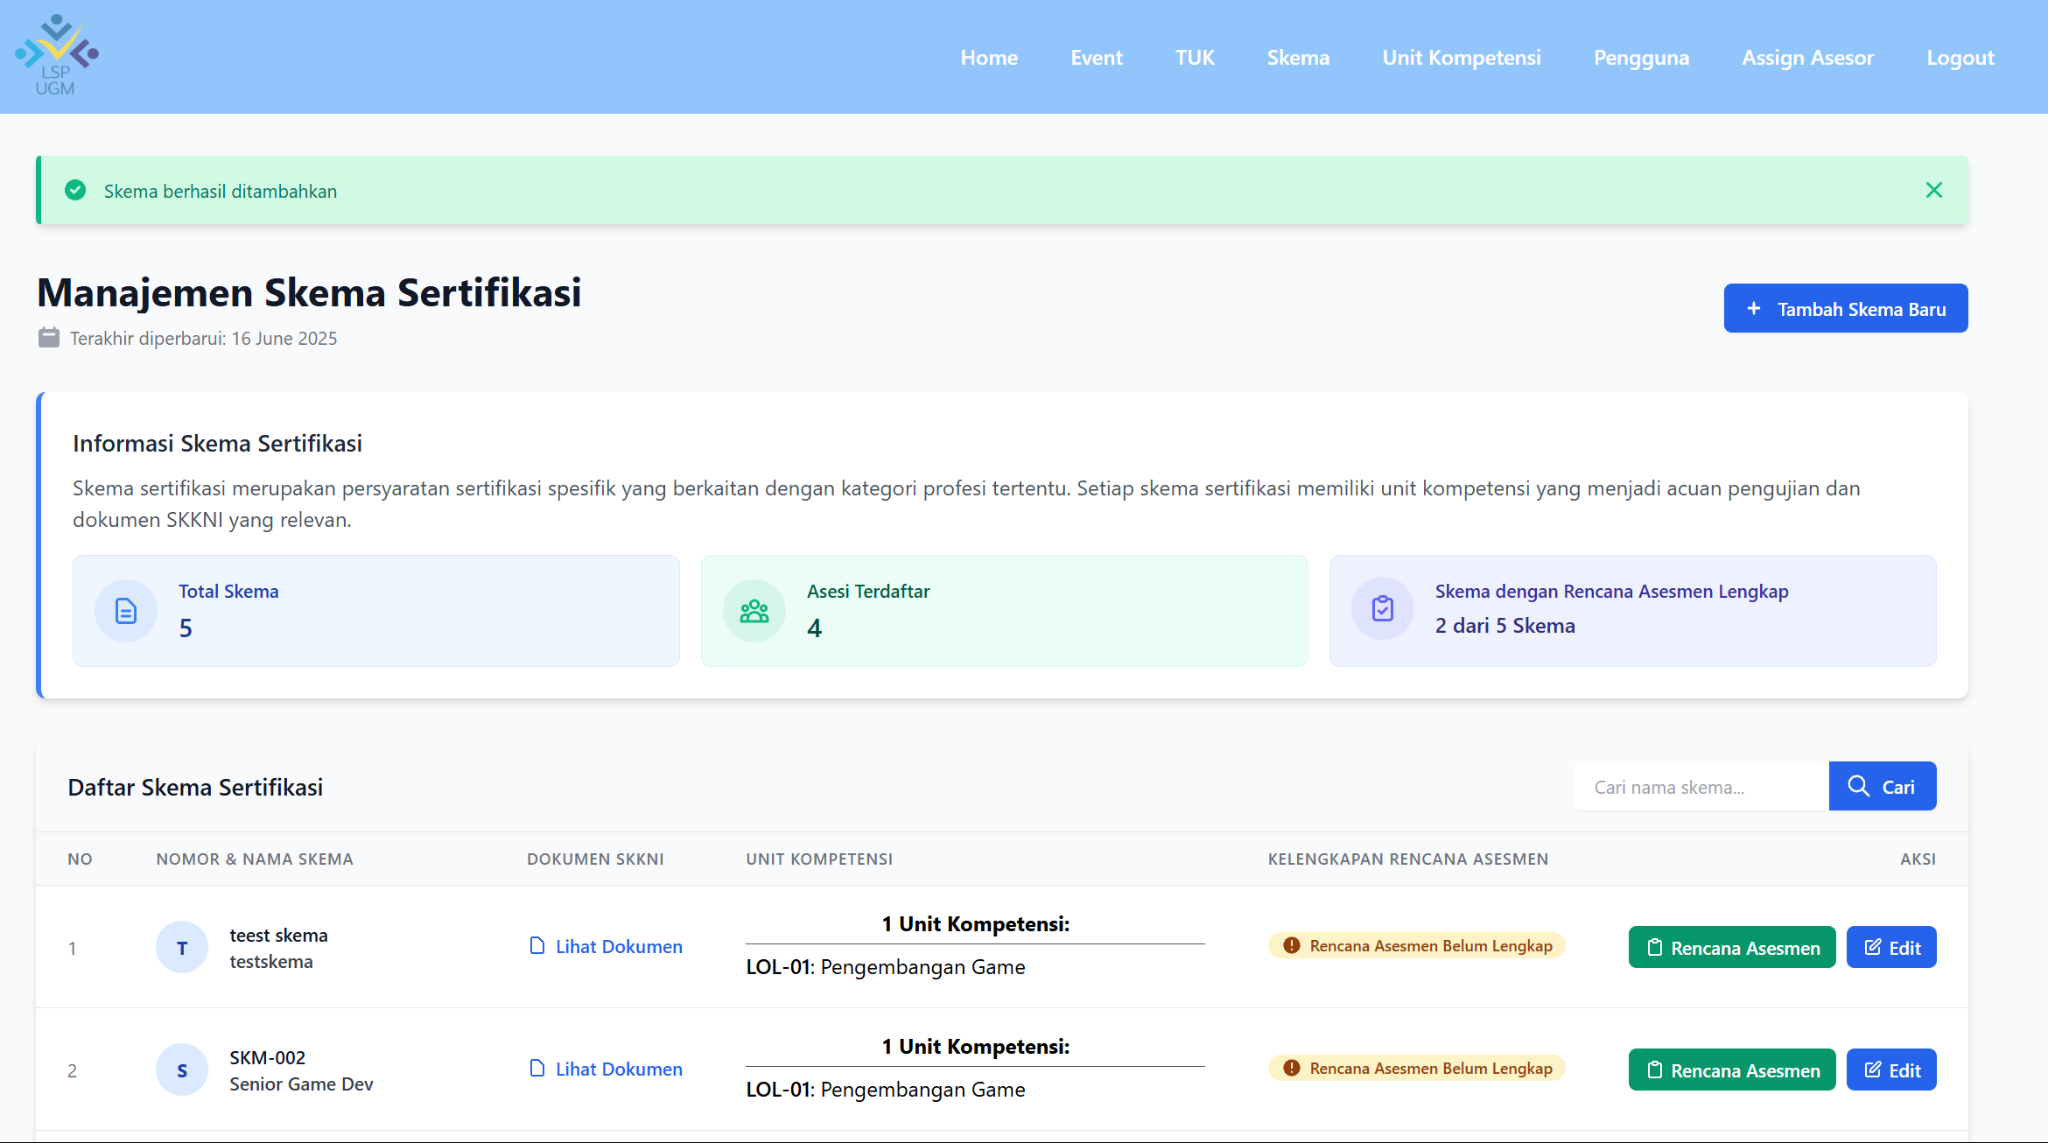 LSP
UGM
Home
Event
TUK
Skema
Unit Kompetensi
Pengguna
Assign Asesor
Logout
Skema berhasil ditambahkan
Manajemen Skema Sertifikasi
Terakhir diperbarui: 16 June 2025
+ Tambah Skema Baru
Informasi Skema Sertifikasi
Skema sertifikasi merupakan persyaratan sertifikasi spesifik yang berkaitan dengan kategori profesi tertentu. Setiap skema sertifikasi memiliki unit kompetensi yang menjadi acuan pengujian dan
dokumen SKKNI yang relevan.
Total Skema
5
Asesi Terdaftar
4
Skema dengan Rencana Asesmen Lengkap
2 dari 5 Skema
Daftar Skema Sertifikasi
Cari nama skema...
Cari
NO
NOMOR & NAMA SKEMA
DOKUMEN SKKNI
UNIT KOMPETENSI
KELENGKAPAN RENCANA ASESMEN
AKSI
1
T
teest skema
testskema
Lihat Dokumen
1 Unit Kompetensi:
LOL-01: Pengembangan Game
Rencana Asesmen Belum Lengkap
Rencana Asesmen
Edit
2
S
SKM-002
Senior Game Dev
Lihat Dokumen
1 Unit Kompetensi:
LOL-01: Pengembangan Game
Rencana Asesmen Belum Lengkap
Rencana Asesmen
Edit